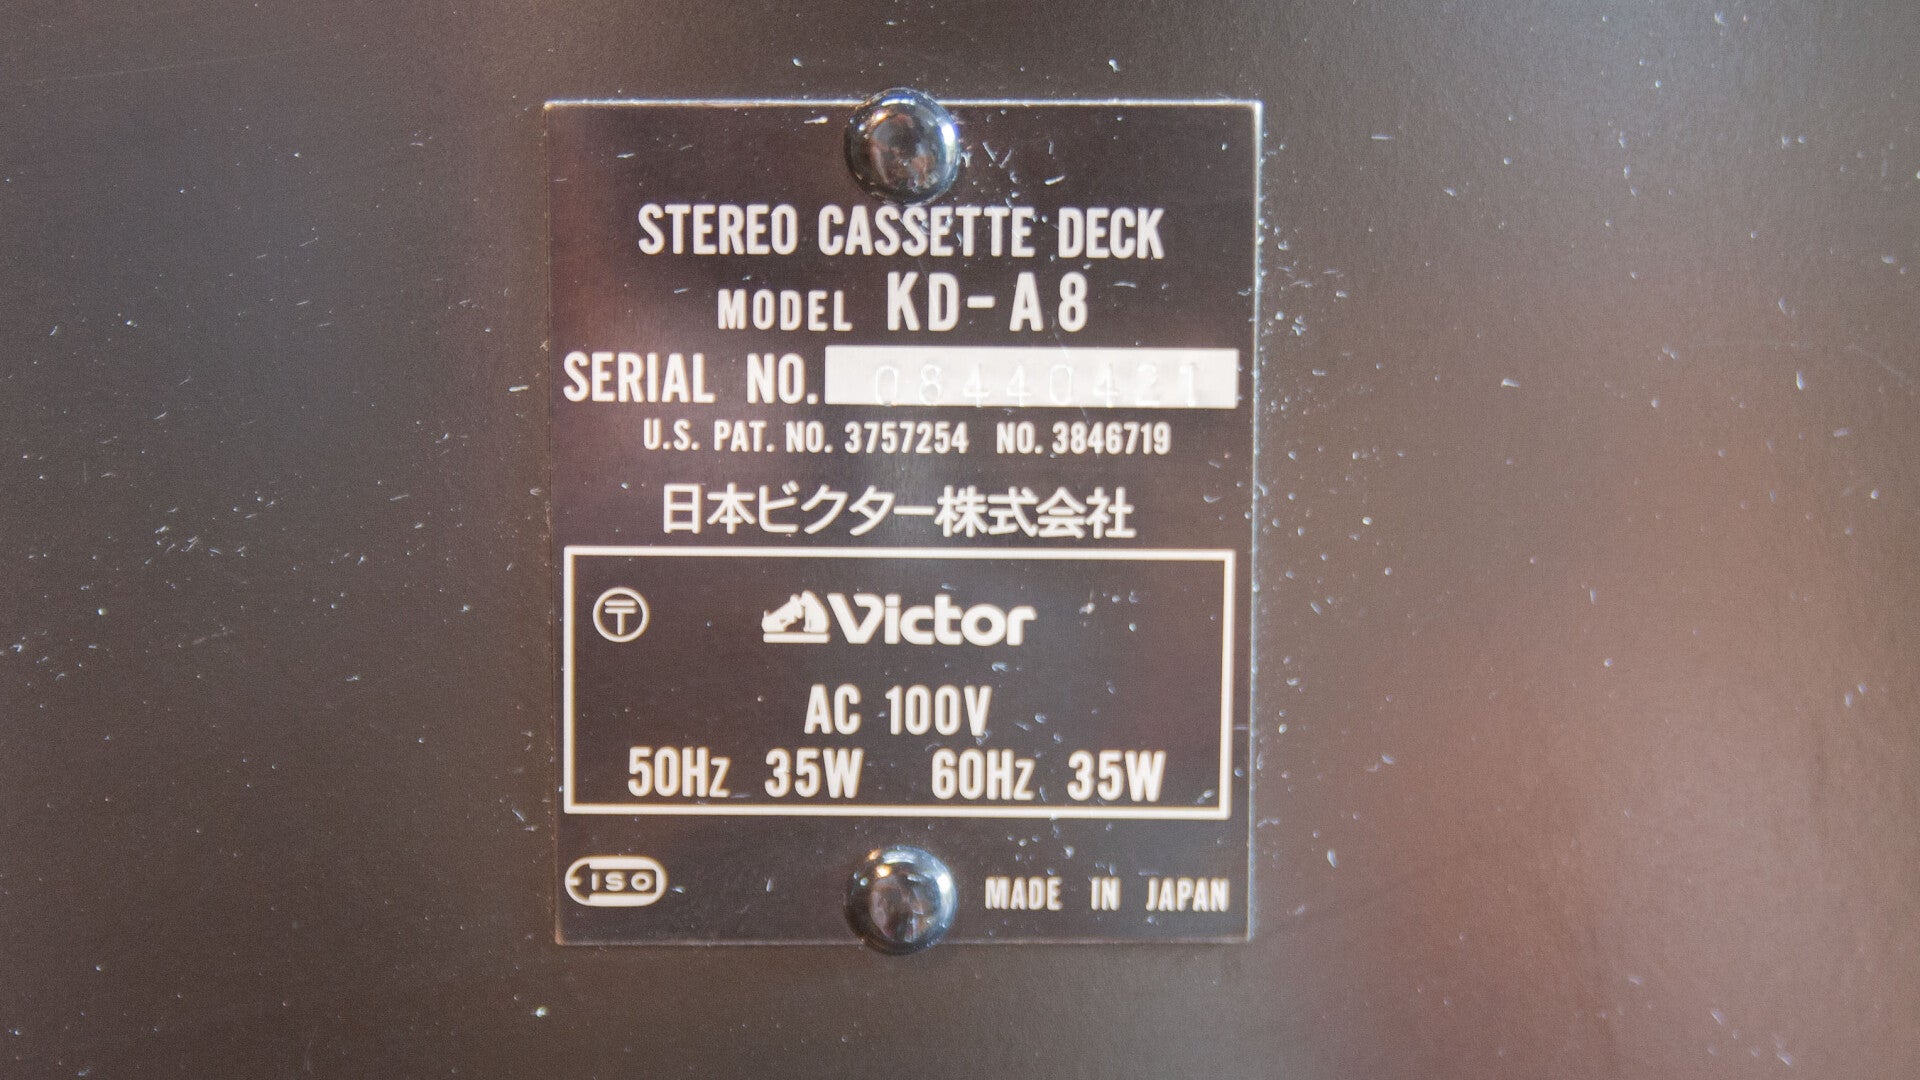 STEREO CASSETTE DECK
MODEL KD-A8
SERIAL NO. 08440421
U.S. PAT. NO. 3757254 NO. 3846719
日本ビクター株式会社
〒 Victor
AC 100V
50Hz 35W 60Hz 35W
ISO
MADE IN JAPAN